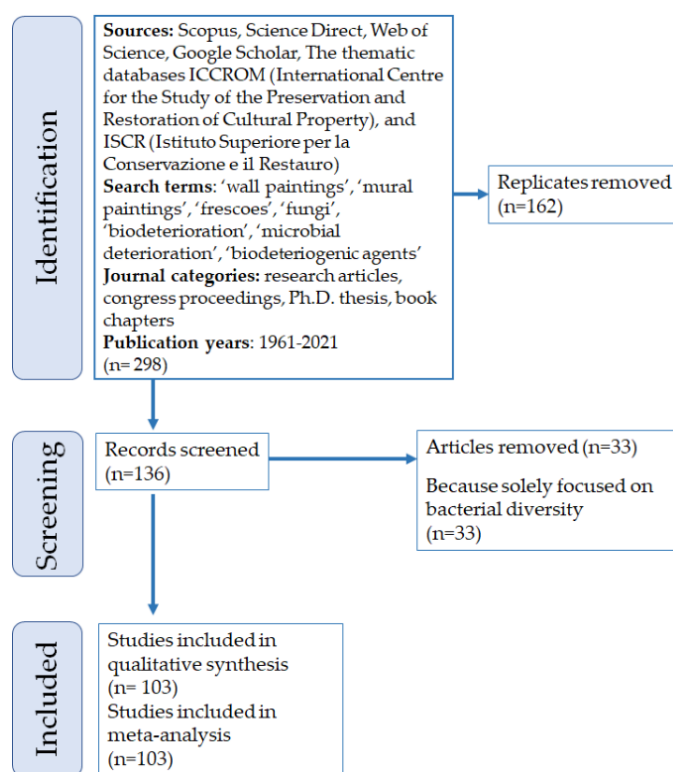 Identification
Sources: Scopus, Science Direct, Web of
Science, Google Scholar, The thematic
databases ICCROM (International Centre
for the Study of the Preservation and
Restoration of Cultural Property), and
ISCR (Istituto Superiore per la
Conservazione e il Restauro)
Search terms: ‘wall paintings’, ‘mural
paintings’, ‘frescoes’, ‘fungi’,
‘biodeterioration’, ‘microbial
deterioration’, ‘biodeteriogenic agents’
Journal categories: research articles,
congress proceedings, Ph.D. thesis, book
chapters
Publication years: 1961-2021
(n= 298)
Replicates removed
(n=162)
Screening
Records screened
(n=136)
Articles removed (n=33)
Because solely focused on
bacterial diversity
(n=33)
Included
Studies included in
qualitative synthesis
(n= 103)
Studies included in
meta-analysis
(n=103)